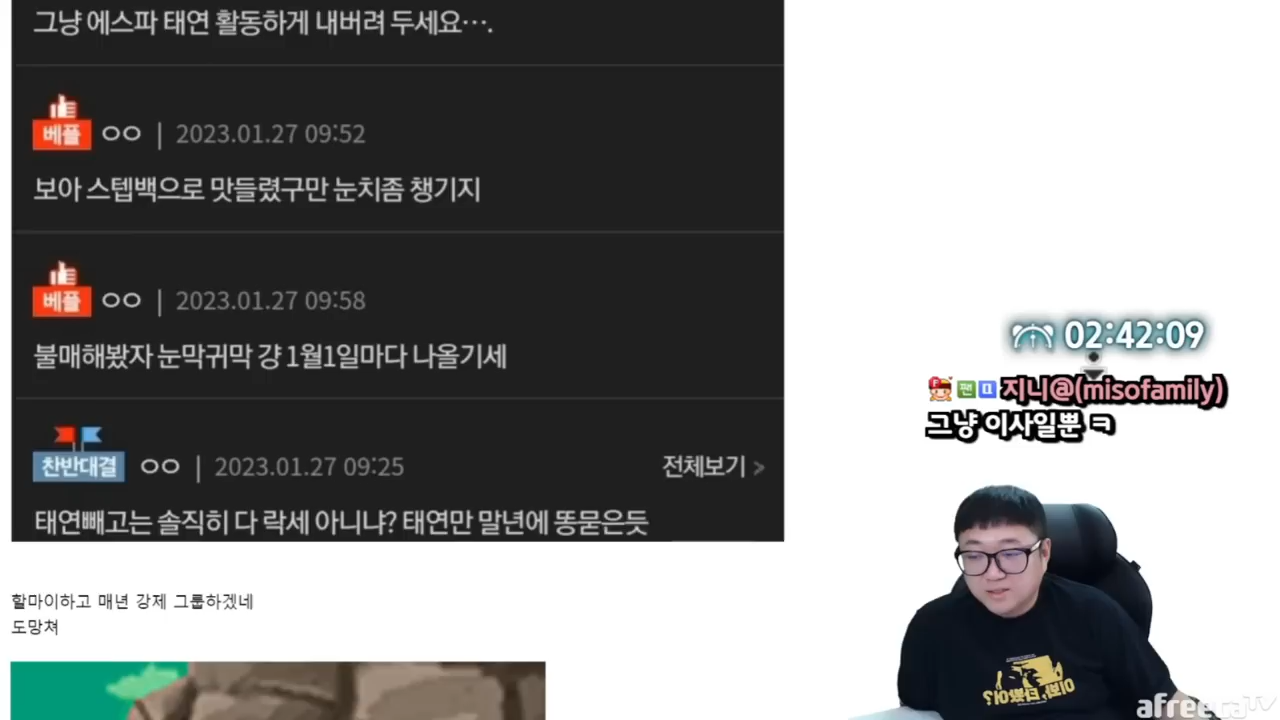 그냥 에스파 태연 활동하게 내버려 두세요….
베플 ㅇㅇ | 2023.01.27 09:52
보아 스텝백으로 맛들렸구만 눈치좀 챙기지
베플 ㅇㅇ | 2023.01.27 09:58
불매해봤자 눈막귀막 걍 1월1일마다 나올기세
찬반대결 ㅇㅇ | 2023.01.27 09:25 전체보기 >
태연빼고는 솔직히 다 락세 아니냐? 태연만 말년에 똥묻은듯
할마이하고 매년 강제 그룹하겠네
도망쳐
02:42:09
F 팬 α 지니@(misofamily)
그냥 이사일뿐 ㅋ
afreecaTV